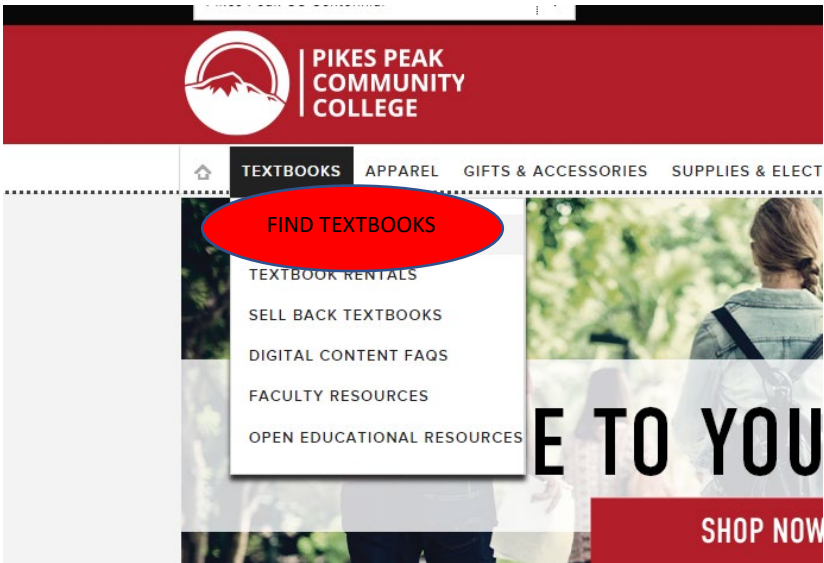 PIKES PEAK
COMMUNITY
COLLEGE
TEXTBOOKS APPAREL GIFTS & ACCESSORIES SUPPLIES & ELECT
FIND TEXTBOOKS
TEXTBOOK RENTALS
SELL BACK TEXTBOOKS
DIGITAL CONTENT FAQS
FACULTY RESOURCES
OPEN EDUCATIONAL RESOURCES
E TO YOU
SHOP NOW